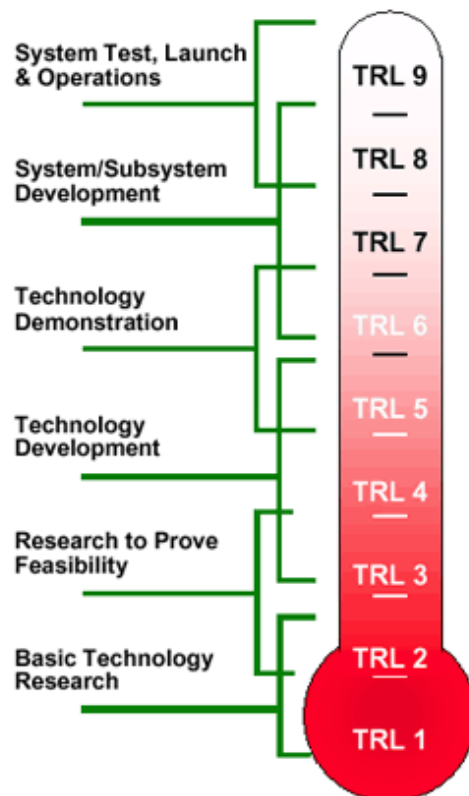 System Test, Launch
& Operations
System/Subsystem
Development
Technology
Demonstration
Technology
Development
Research to Prove
Feasibility
Basic Technology
Research
TRL 9
TRL 8
TRL 7
TRL 6
TRL 5
TRL 4
TRL 3
TRL 2
TRL 1